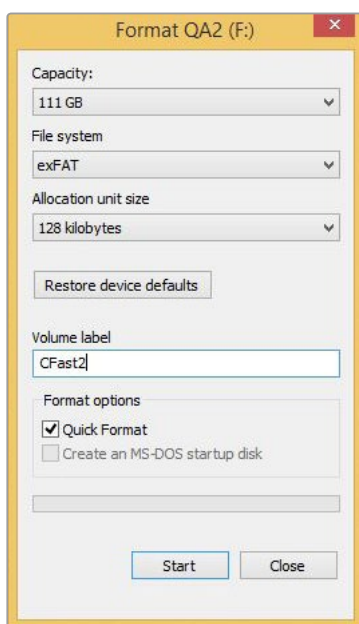 Format QA2 (F:)
Capacity:
111 GB
File system
exFAT
Allocation unit size
128 kilobytes
Restore device defaults
Volume label
CFast2
Format options
Quick Format
Create an MS-DOS startup disk
Start Close